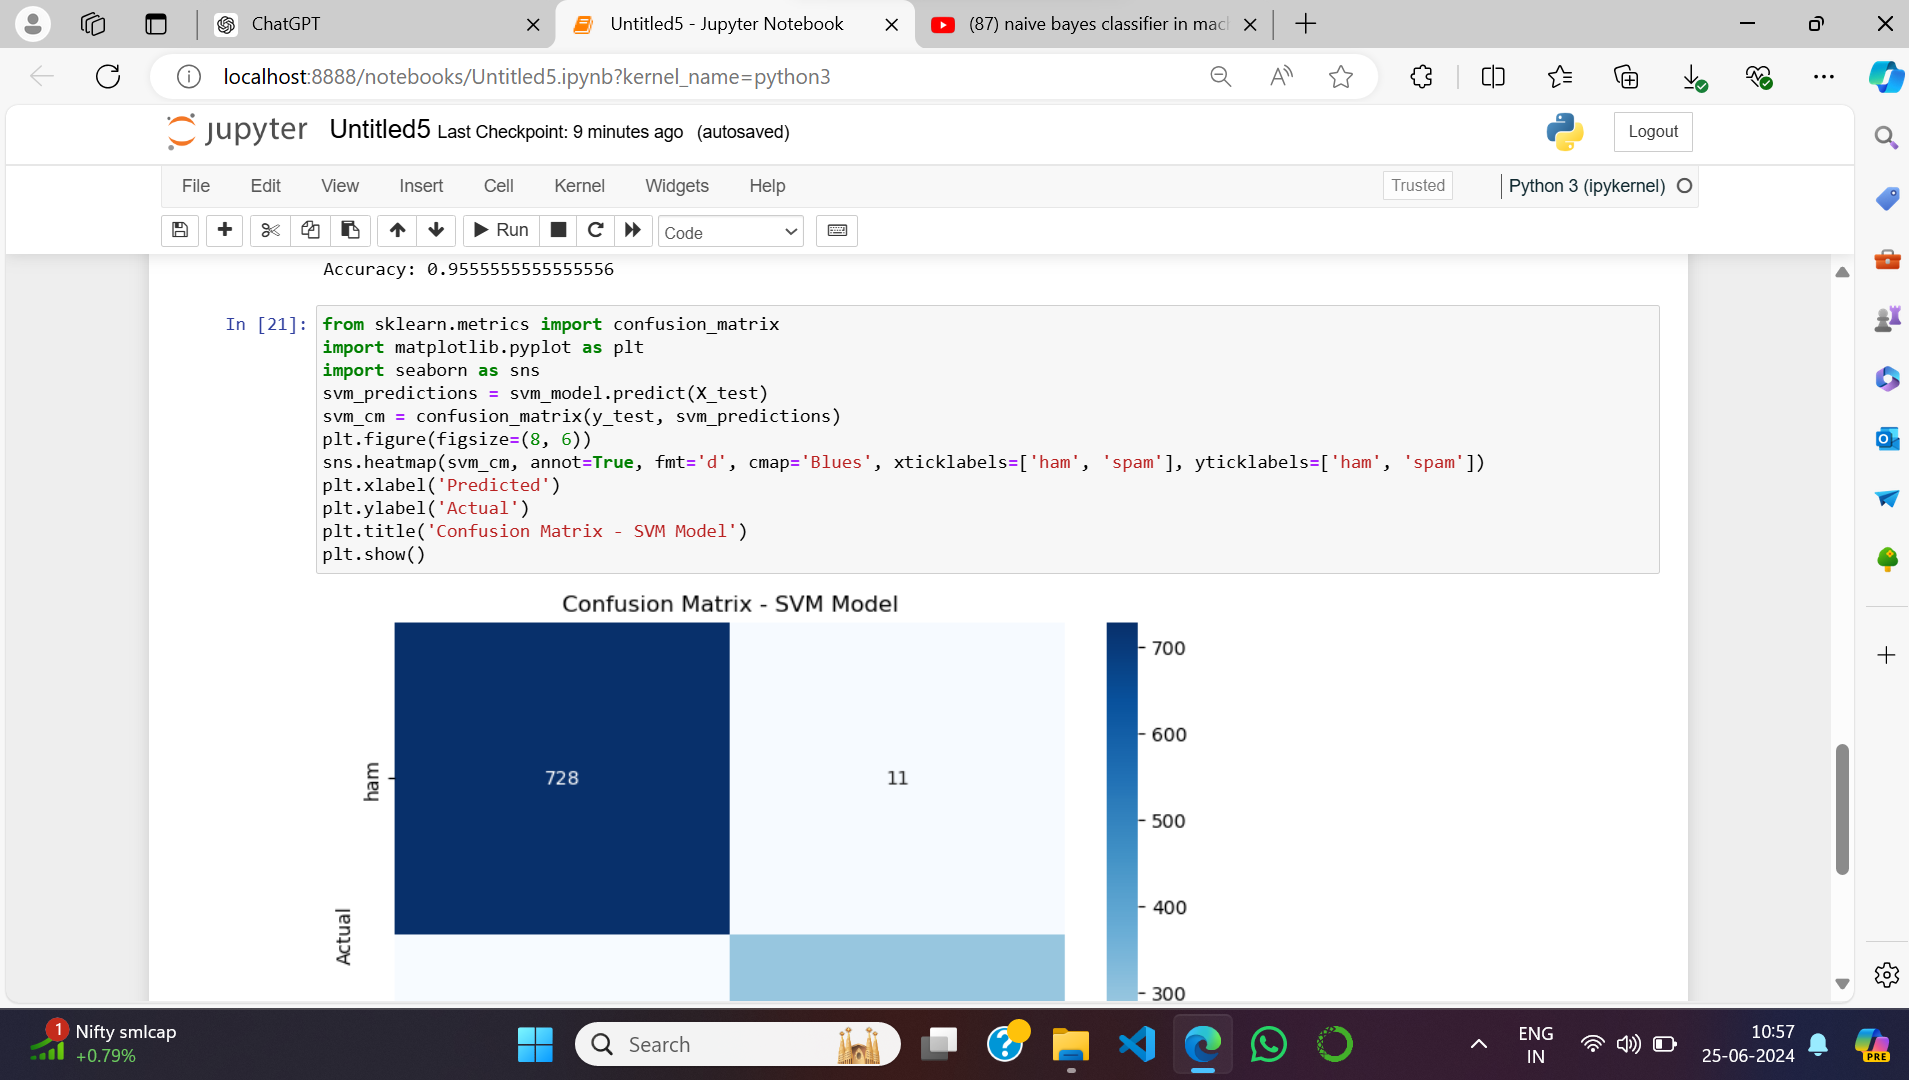 ChatGPT
Untitled5 - Jupyter Notebook
(87) naive bayes classifier in mach
localhost:8888/notebooks/Untitled5.ipynb?kernel_name=python3
jupyter Untitled5 Last Checkpoint: 9 minutes ago (autosaved)
Logout
File Edit View Insert Cell Kernel Widgets Help
Trusted
Python 3 (ipykernel)
Run
Code
Accuracy: 0.9555555555555556
In [21]:
from sklearn.metrics import confusion_matrix
import matplotlib.pyplot as plt
import seaborn as sns
svm_predictions = svm_model.predict(X_test)
svm_cm = confusion_matrix(y_test, svm_predictions)
plt.figure(figsize=(8, 6))
sns.heatmap(svm_cm, annot=True, fmt='d', cmap='Blues', xticklabels=['ham', 'spam'], yticklabels=['ham', 'spam'])
plt.xlabel('Predicted')
plt.ylabel('Actual')
plt.title('Confusion Matrix - SVM Model')
plt.show()
Confusion Matrix - SVM Model
700
600
ham
728
11
500
400
Actual
300
1
Nifty smlcap
+0.79%
Search
PRE
ENG
IN
10:57
25-06-2024